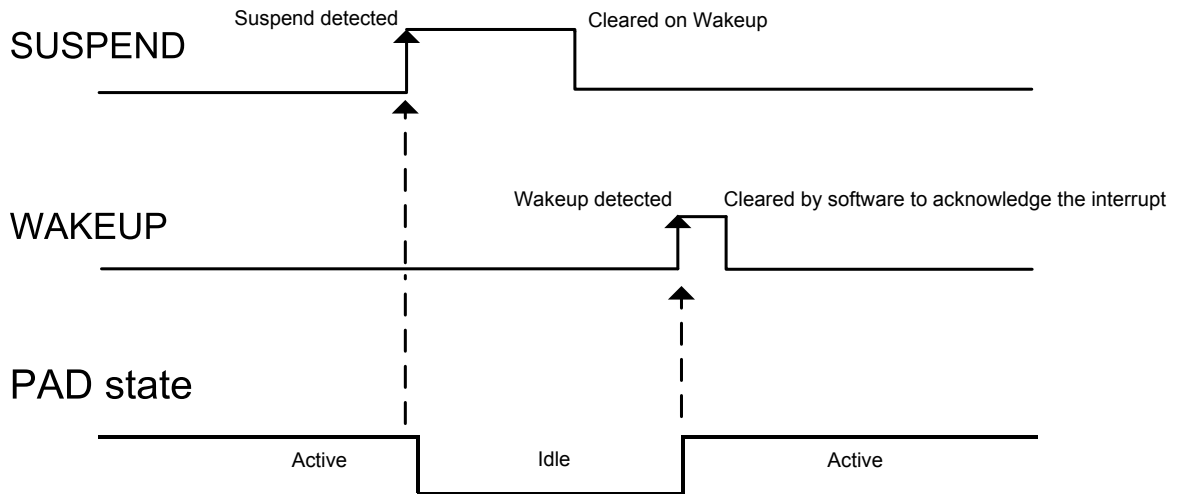 Suspend detected
Cleared on Wakeup
SUSPEND
Wakeup detected
Cleared by software to acknowledge the interrupt
WAKEUP
PAD state
Active
Idle
Active